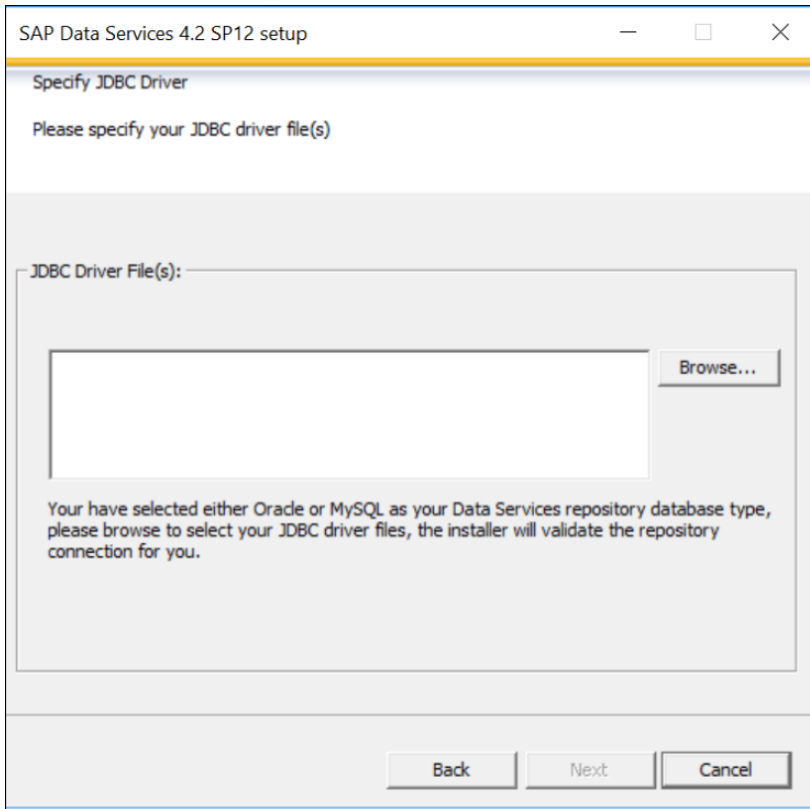 SAP Data Services 4.2 SP12 setup
Specify JDBC Driver
Please specify your JDBC driver file(s)
JDBC Driver File(s):
Browse...
Your have selected either Oracle or MySQL as your Data Services repository database type,
please browse to select your JDBC driver files, the installer will validate the repository
connection for you.
Back
Next
Cancel